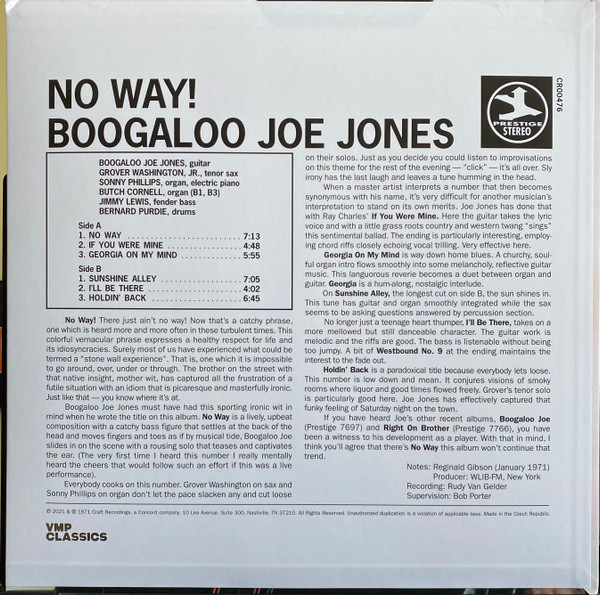 NO WAY!
BOOGALOO JOE JONES
PRESTIGE
STEREO
CR00476
BOOGALOO JOE JONES, guitar
GROVER WASHINGTON, JR., tenor sax
SONNY PHILLIPS, organ, electric piano
BUTCH CORNELL, organ (B1, B3)
JIMMY LEWIS, fender bass
BERNARD PURDIE, drums
Side A
1. NO WAY . . . . . . . . . . . . . . . . . . . . . . . . . . 7:13
2. IF YOU WERE MINE . . . . . . . . . . . . . . . . 4:48
3. GEORGIA ON MY MIND . . . . . . . . . . . . . 5:55
Side B
1. SUNSHINE ALLEY . . . . . . . . . . . . . . . . . . 7:05
2. I'LL BE THERE . . . . . . . . . . . . . . . . . . . . . 4:02
3. HOLDIN' BACK . . . . . . . . . . . . . . . . . . . . 6:45
No Way! There just ain't no way! Now that's a catchy phrase,
one which is heard more and more often in these turbulent times. This
colorful vernacular phrase expresses a healthy respect for life and
its idiosyncracies. Surely most of us have experienced what could be
termed a "stone wall experience". That is, one which it is impossible
to go around, over, under or through. The brother on the street with
that native insight, mother wit, has captured all the frustration of a
futile situation with an idiom that is picaresque and masterfully ironic.
Just like that — you know where it's at.
Boogaloo Joe Jones must have had this sporting ironic wit in
mind when he wrote the title on this album. No Way is a lively, upbeat
composition with a catchy bass figure that settles at the back of the
head and moves fingers and toes as if by musical tide, Boogaloo Joe
slides in on the scene with a rousing solo that teases and captivates
the ear. (The very first time I heard this number I really mentally
heard the cheers that would follow such an effort if this was a live
performance).
Everybody cooks on this number. Grover Washington on sax and
Sonny Phillips on organ don't let the pace slacken any and cut loose
on their solos. Just as you decide you could listen to improvisations
on this theme for the rest of the evening — "click" — it's all over. Sly
irony has the last laugh and leaves a tune humming in the head.
When a master artist interprets a number that then becomes
synonymous with his name, it's very difficult for another musician's
interpretation to stand on its own merits. Joe Jones has done that
with Ray Charles' If You Were Mine. Here the guitar takes the lyric
voice and with a little grass roots country and western twang "sings"
this sentimental ballad. The ending is particularly interesting, employ-
ing chord riffs closely echoing vocal trilling. Very effective here.
Georgia On My Mind is way down home blues. A churchy, soul-
ful organ intro flows smoothly into some melancholy, reflective guitar
music. This languorous reverie becomes a duet between organ and
guitar. Georgia is a hum-along, nostalgic interlude.
On Sunshine Alley, the longest cut on side B, the sun shines in.
This tune has guitar and organ smoothly integrated while the sax
seems to be asking questions answered by percussion section.
No longer just a teenage heart thumper, I'll Be There, takes on a
more mellowed but still danceable character. The guitar work is
melodic and the riffs are good. The bass is listenable without being
too jumpy. A bit of Westbound No. 9 at the ending maintains the
interest to the fade out.
Holdin' Back is a paradoxical title because everybody lets loose.
This number is low down and mean. It conjures visions of smoky
rooms where liquor and good times flowed freely. Grover's tenor solo
is particularly good here. Joe Jones has effectively captured that
funky feeling of Saturday night on the town.
If you have heard Joe's other recent albums, Boogaloo Joe
(Prestige 7697) and Right On Brother (Prestige 7766), you have
been a witness to his development as a player. With that in mind, I
think you'll agree that there's No Way this album won't continue that
trend.
Notes: Reginald Gibson (January 1971)
Producer: WLIB-FM, New York
Recording: Rudy Van Gelder
Supervision: Bob Porter
℗ 2021 & © 1971 Craft Recordings, a Concord company, 10 Lea Avenue, Suite 300, Nashville, TN 37210. All Rights Reserved. Unauthorized duplication is a violation of applicable laws. Made in the Czech Republic.
VMP
CLASSICS